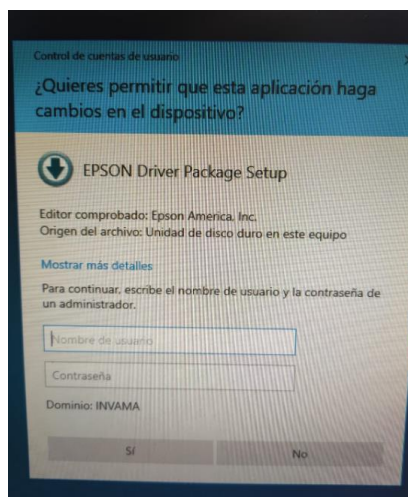 Control de cuentas de usuario
¿Quieres permitir que esta aplicación haga
cambios en el dispositivo?
EPSON Driver Package Setup
Editor comprobado: Epson America, Inc.
Origen del archivo: Unidad de disco duro en este equipo
Mostrar más detalles
Para continuar, escribe el nombre de usuario y la contraseña de
un administrador.
Nombre de usuario
Contraseña
Dominio: INVAMA
Sí
No